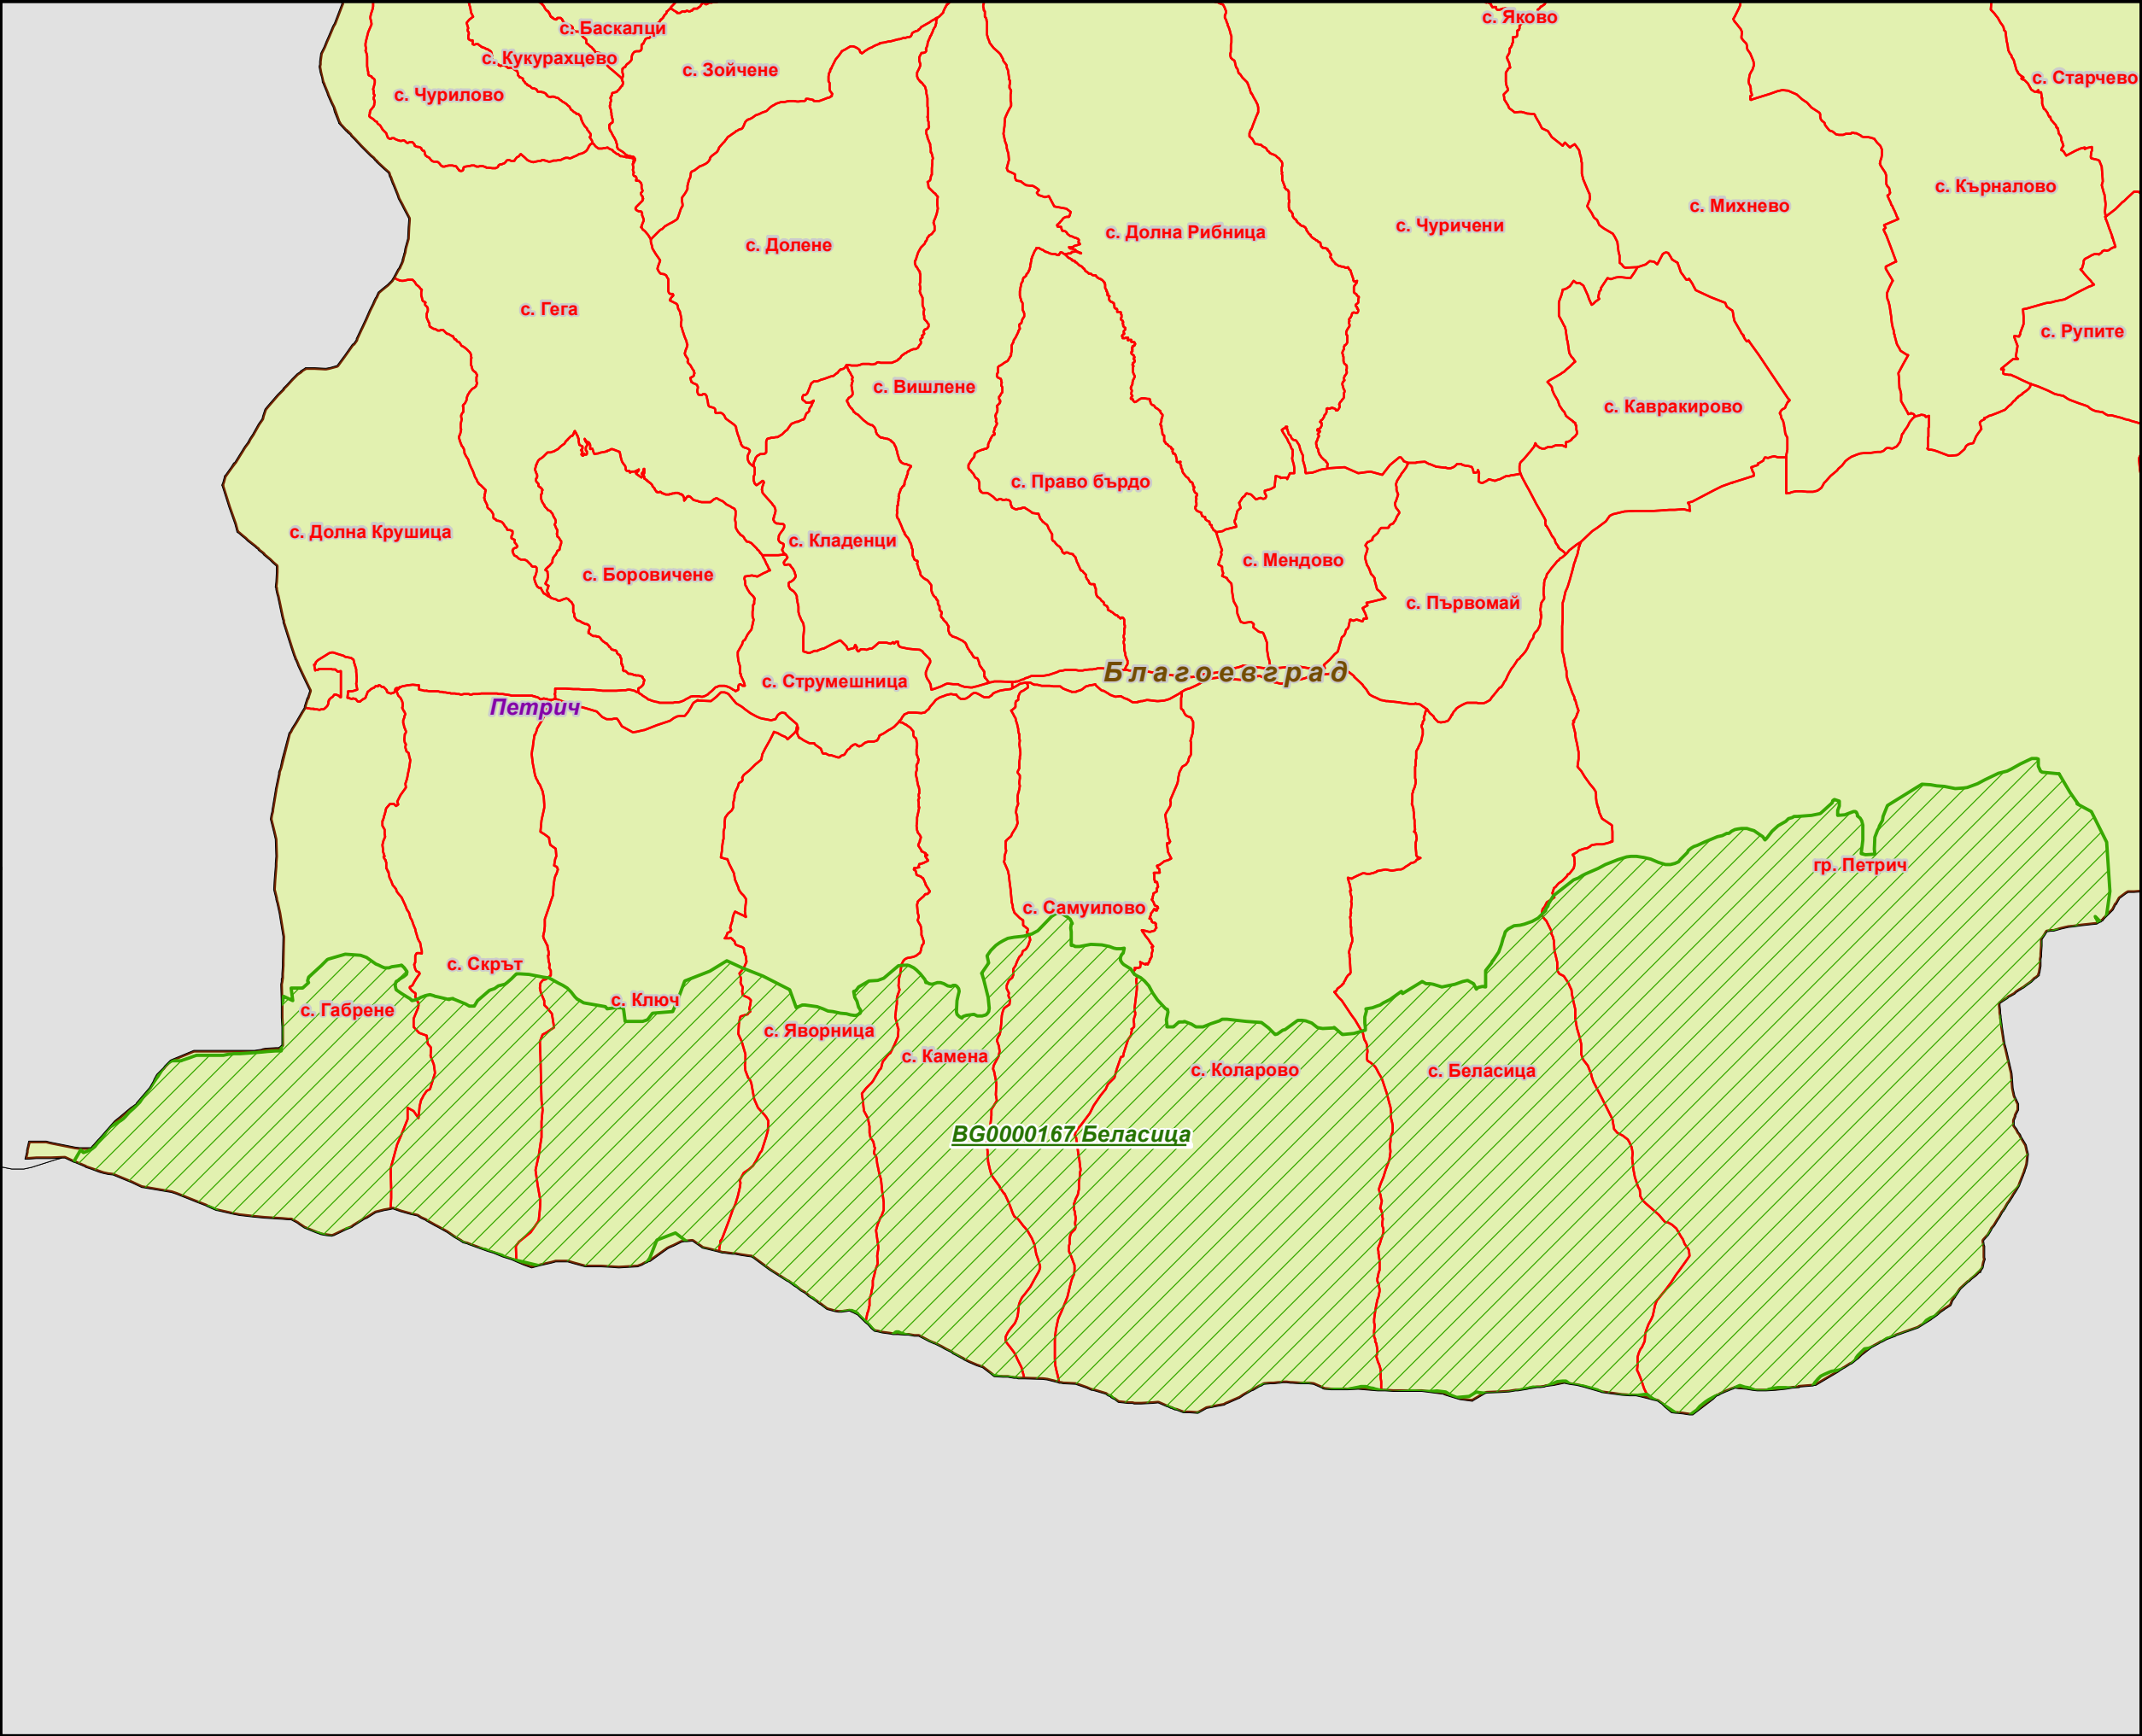 с. Яково
с. Баскалци
с. Кукурахцево
с. Зойчене
с. Старчево
с. Чурилово
с. Кърналово
с. Михнево
с. Чуричени
с. Долна Рибница
с. Долене
с. Гега
с. Рупите
с. Вишлене
с. Кавракирово
с. Право бърдо
с. Долна Крушица
с. Кладенци
с. Мендово
с. Боровичене
с. Първомай
Благоевград
с. Струмешница
Петрич
гр. Петрич
с. Самуилово
с. Скрът
с. Ключ
с. Габрене
с. Яворница
с. Камена
с. Коларово
с. Беласица
BG0000167 Беласица